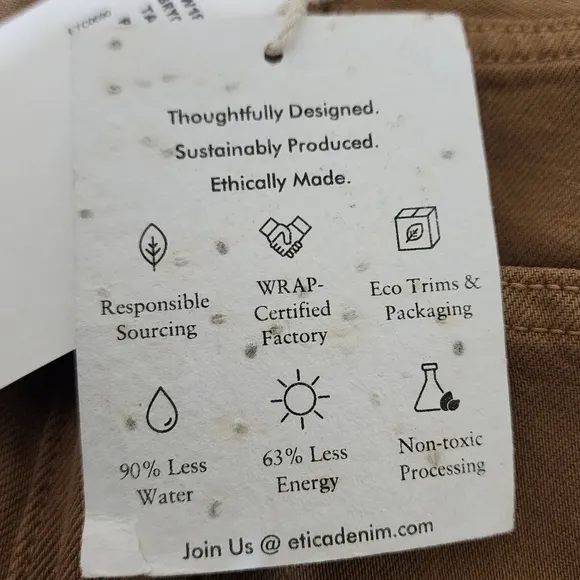 Thoughtfully Designed.
Sustainably Produced.
Ethically Made.
Responsible
Sourcing
WRAP-
Certified
Factory
Eco Trims &
Packaging
90% Less
Water
63% Less
Energy
Non-toxic
Processing
Join Us @ eticadenim.com